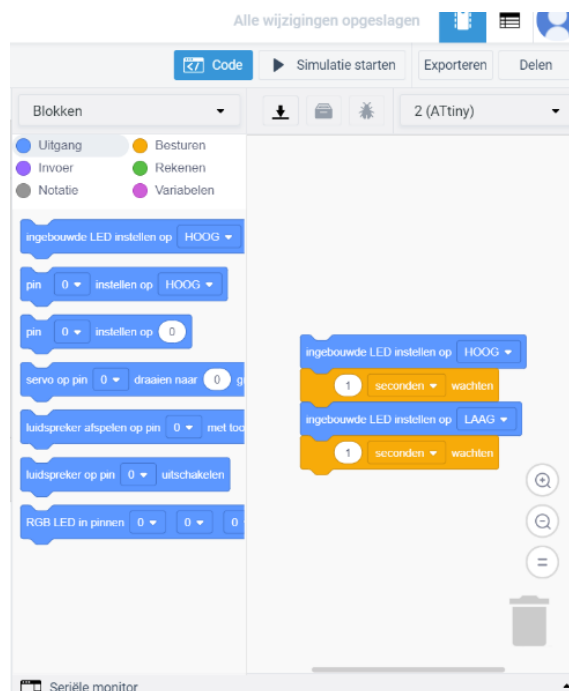 Alle wijzigingen opgeslagen
Code
Simulatie starten
Exporteren
Delen
Blokken
2 (ATtiny)
Uitgang
Besturen
Invoer
Rekenen
Notatie
Variabelen
ingebouwde LED instellen op HOOG
pin 0 instellen op HOOG
pin 0 instellen op 0
servo op pin 0 draaien naar 0 g
luidspreker afspelen op pin 0 met too
luidspreker op pin 0 uitschakelen
RGB LED in pinnen 0 0 0
ingebouwde LED instellen op HOOG
1 seconden wachten
ingebouwde LED instellen op LAAG
1 seconden wachten
Seriële monitor